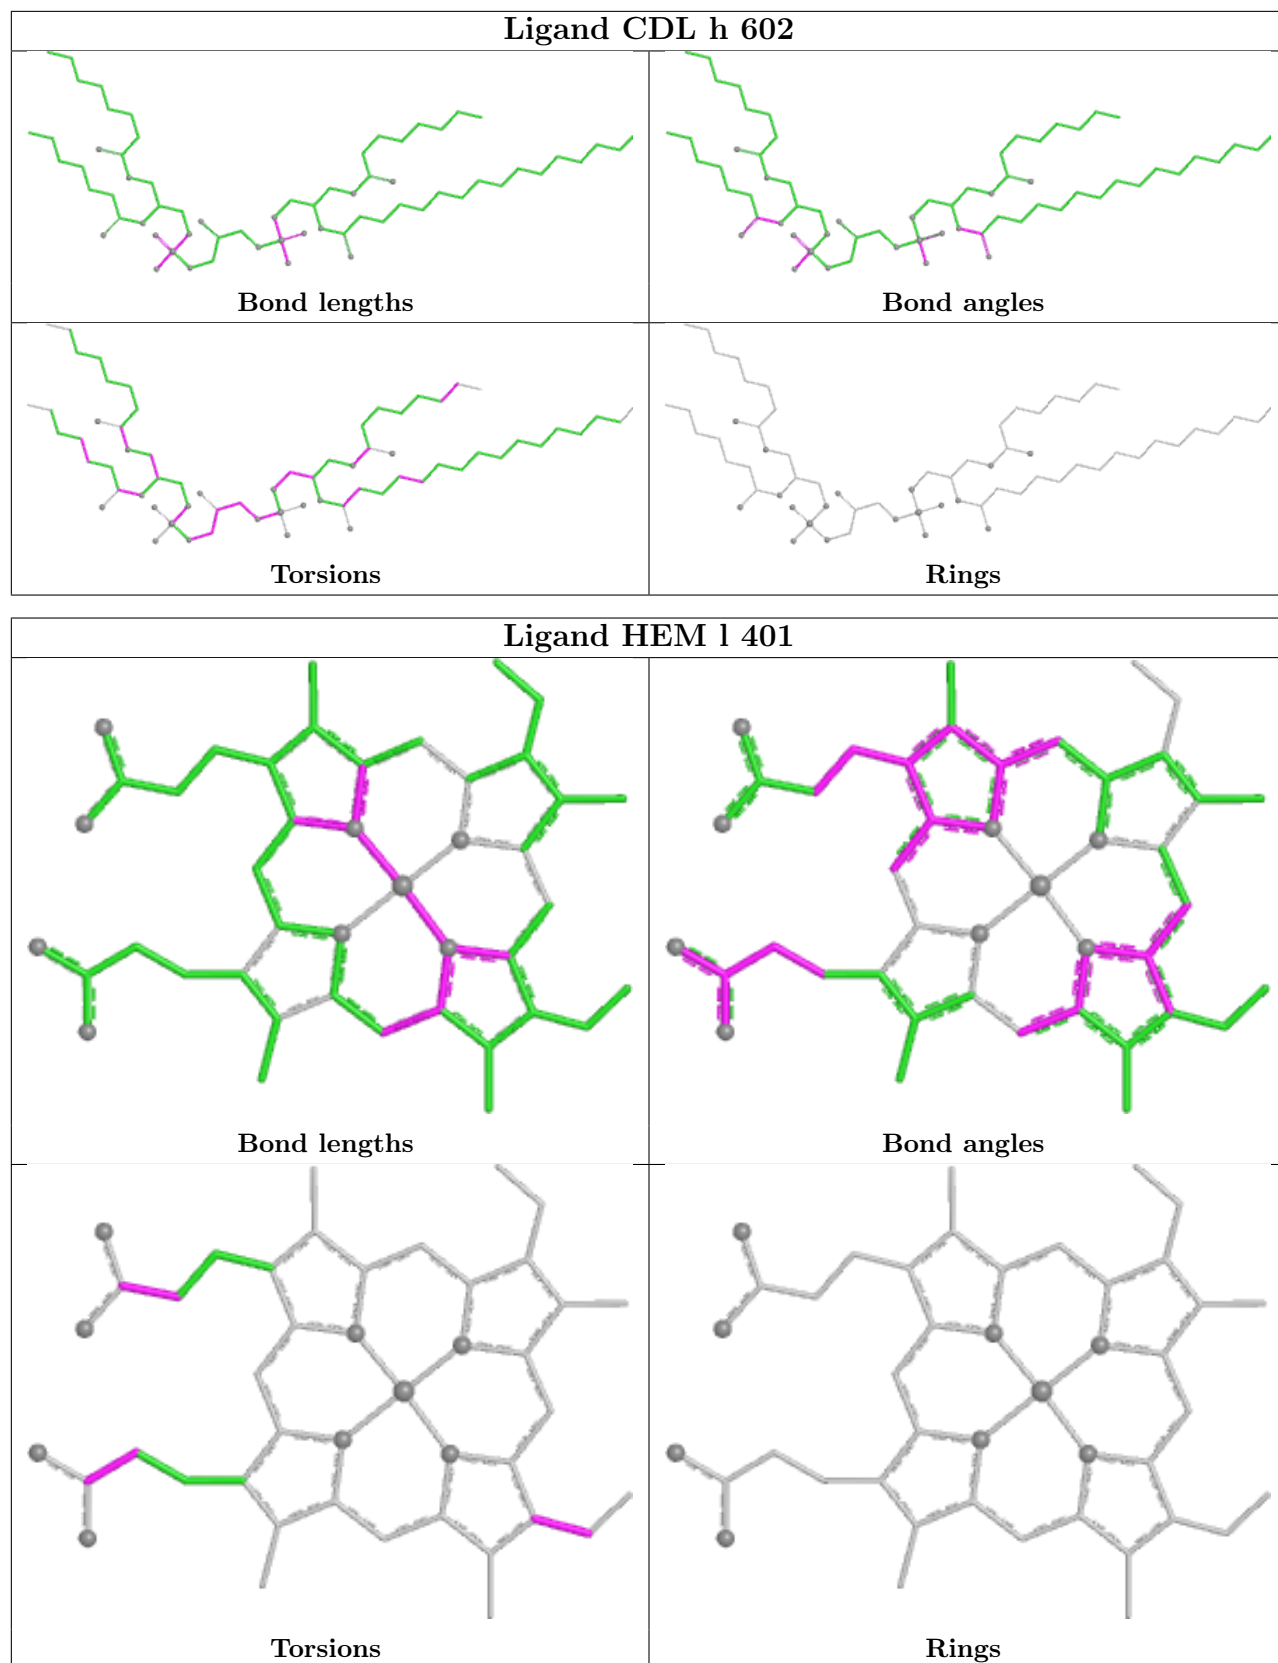 Ligand CDL h 602
Bond lengths
Bond angles
Torsions
Rings
Ligand HEM l 401
Bond lengths
Bond angles
Torsions
Rings